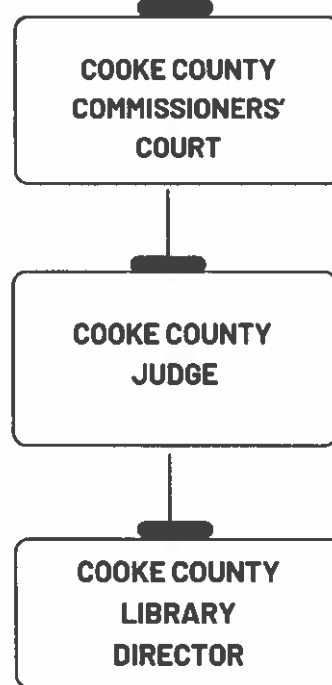 COOKE COUNTY
COMMISSIONERS'
COURT
COOKE COUNTY
JUDGE
COOKE COUNTY
LIBRARY
DIRECTOR